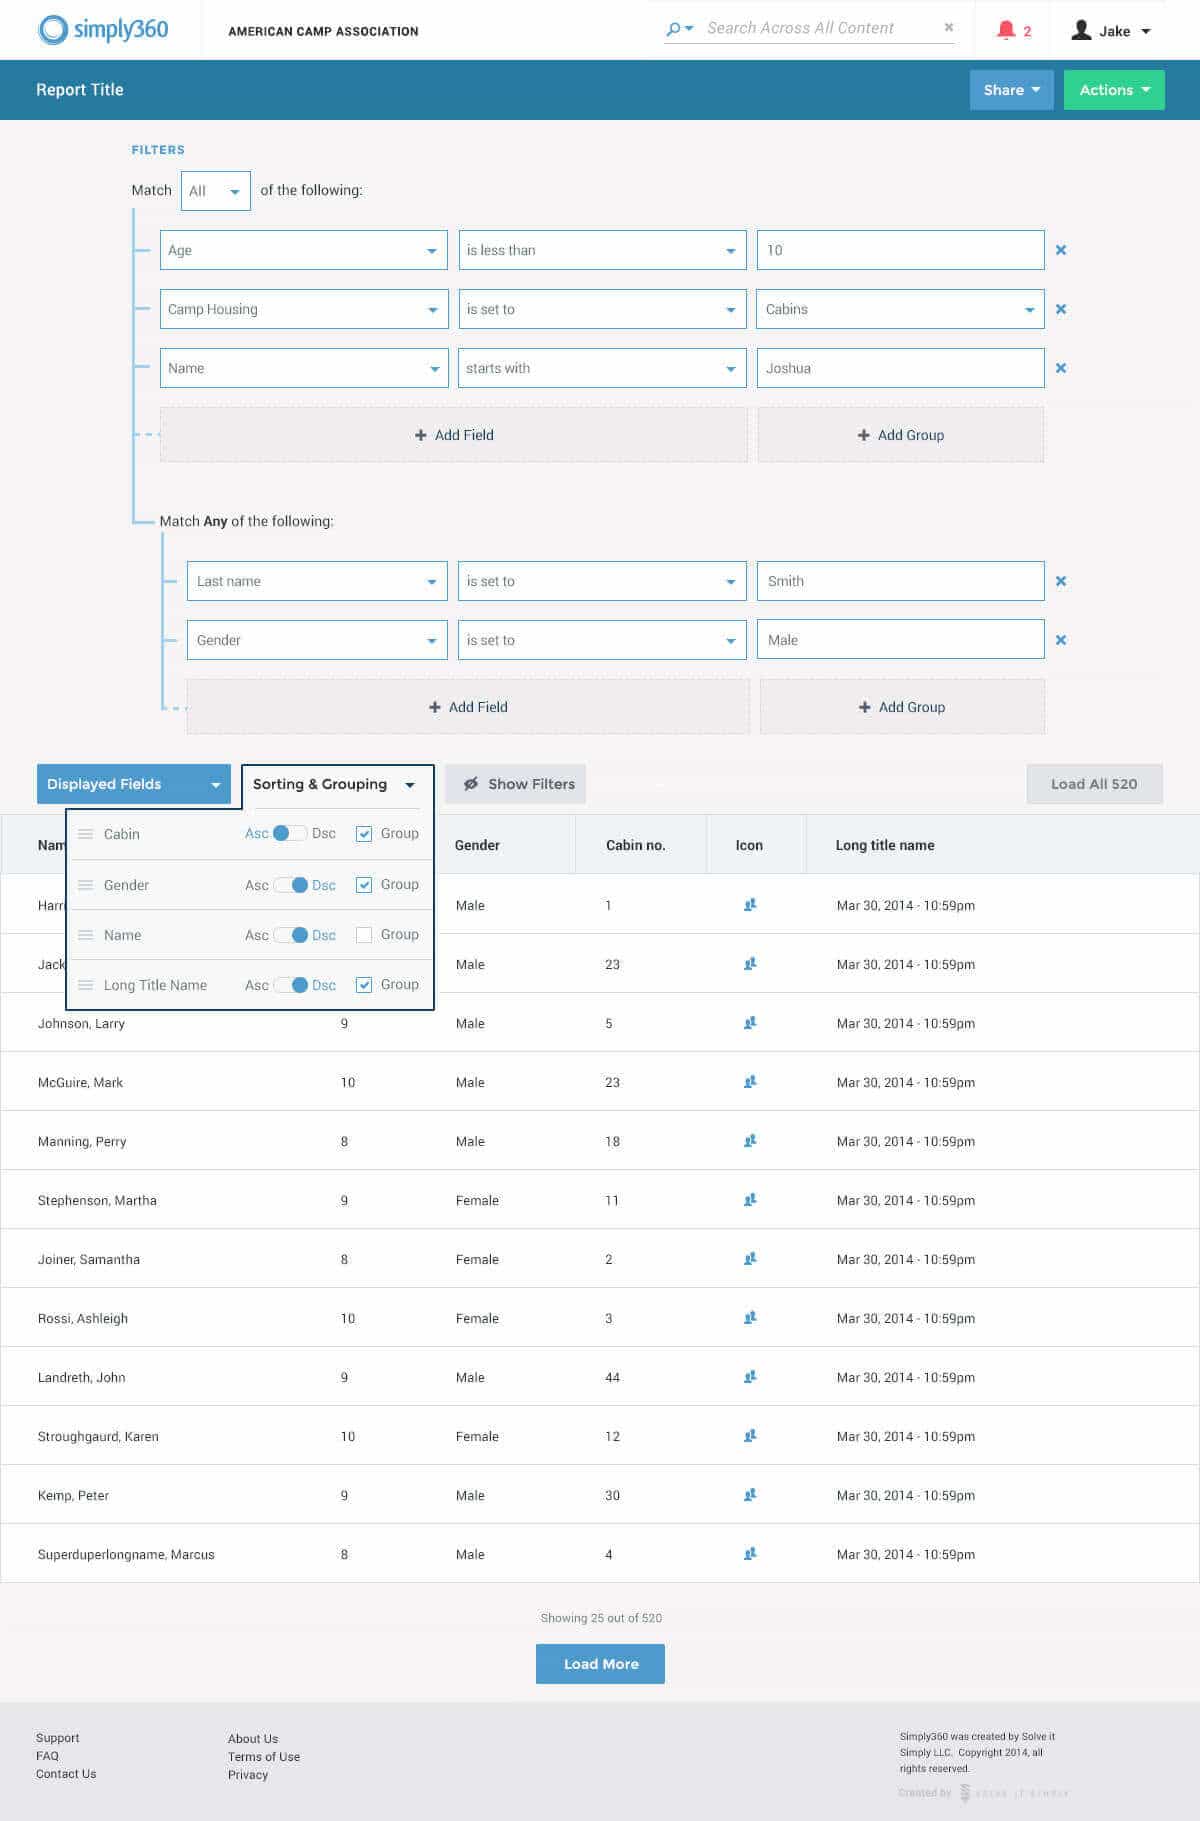 simply360
AMERICAN CAMP ASSOCIATION
Search Across All Content
2
Jake
Report Title
Share
Actions
FILTERS
Match All of the following:
Age is less than 10
Camp Housing is set to Cabins
Name starts with Joshua
+ Add Field + Add Group
Match Any of the following:
Last name is set to Smith
Gender is set to Male
+ Add Field + Add Group
Displayed Fields Sorting & Grouping Show Filters Load All 520
Cabin Asc Dsc Group
Gender Asc Dsc Group
Name Asc Dsc Group
Long Title Name Asc Dsc Group
Nam Gender Cabin no. Icon Long title name
Harri Male 1 Mar 30, 2014 - 10:59pm
Jack Male 23 Mar 30, 2014 - 10:59pm
Johnson, Larry 9 Male 5 Mar 30, 2014 - 10:59pm
McGuire, Mark 10 Male 23 Mar 30, 2014 - 10:59pm
Manning, Perry 8 Male 18 Mar 30, 2014 - 10:59pm
Stephenson, Martha 9 Female 11 Mar 30, 2014 - 10:59pm
Joiner, Samantha 8 Female 2 Mar 30, 2014 - 10:59pm
Rossi, Ashleigh 10 Female 3 Mar 30, 2014 - 10:59pm
Landreth, John 9 Male 44 Mar 30, 2014 - 10:59pm
Stroughgaurd, Karen 10 Female 12 Mar 30, 2014 - 10:59pm
Kemp, Peter 9 Male 30 Mar 30, 2014 - 10:59pm
Superduperlongname, Marcus 8 Male 4 Mar 30, 2014 - 10:59pm
Showing 25 out of 520
Load More
Support
FAQ
Contact Us
About Us
Terms of Use
Privacy
Simply360 was created by Solve it
Simply LLC. Copyright 2014, all
rights reserved.
Created by SOLVE IT SIMPLY